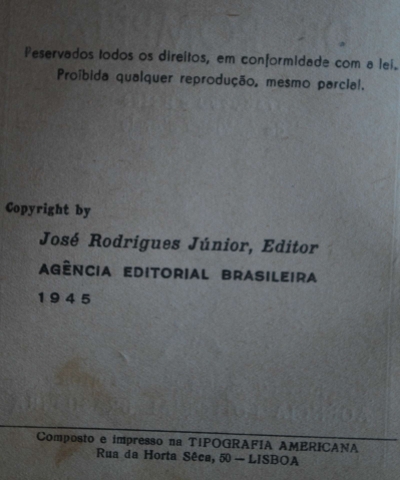 Reservados todos os direitos, em conformidade com a lei.
Proíbida qualquer reprodução, mesmo parcial.
Copyright by
José Rodrigues Júnior, Editor
AGÊNCIA EDITORIAL BRASILEIRA
1945
Composto e impresso na TIPOGRAFIA AMERICANA
Rua da Horta Sêca, 50 — LISBOA